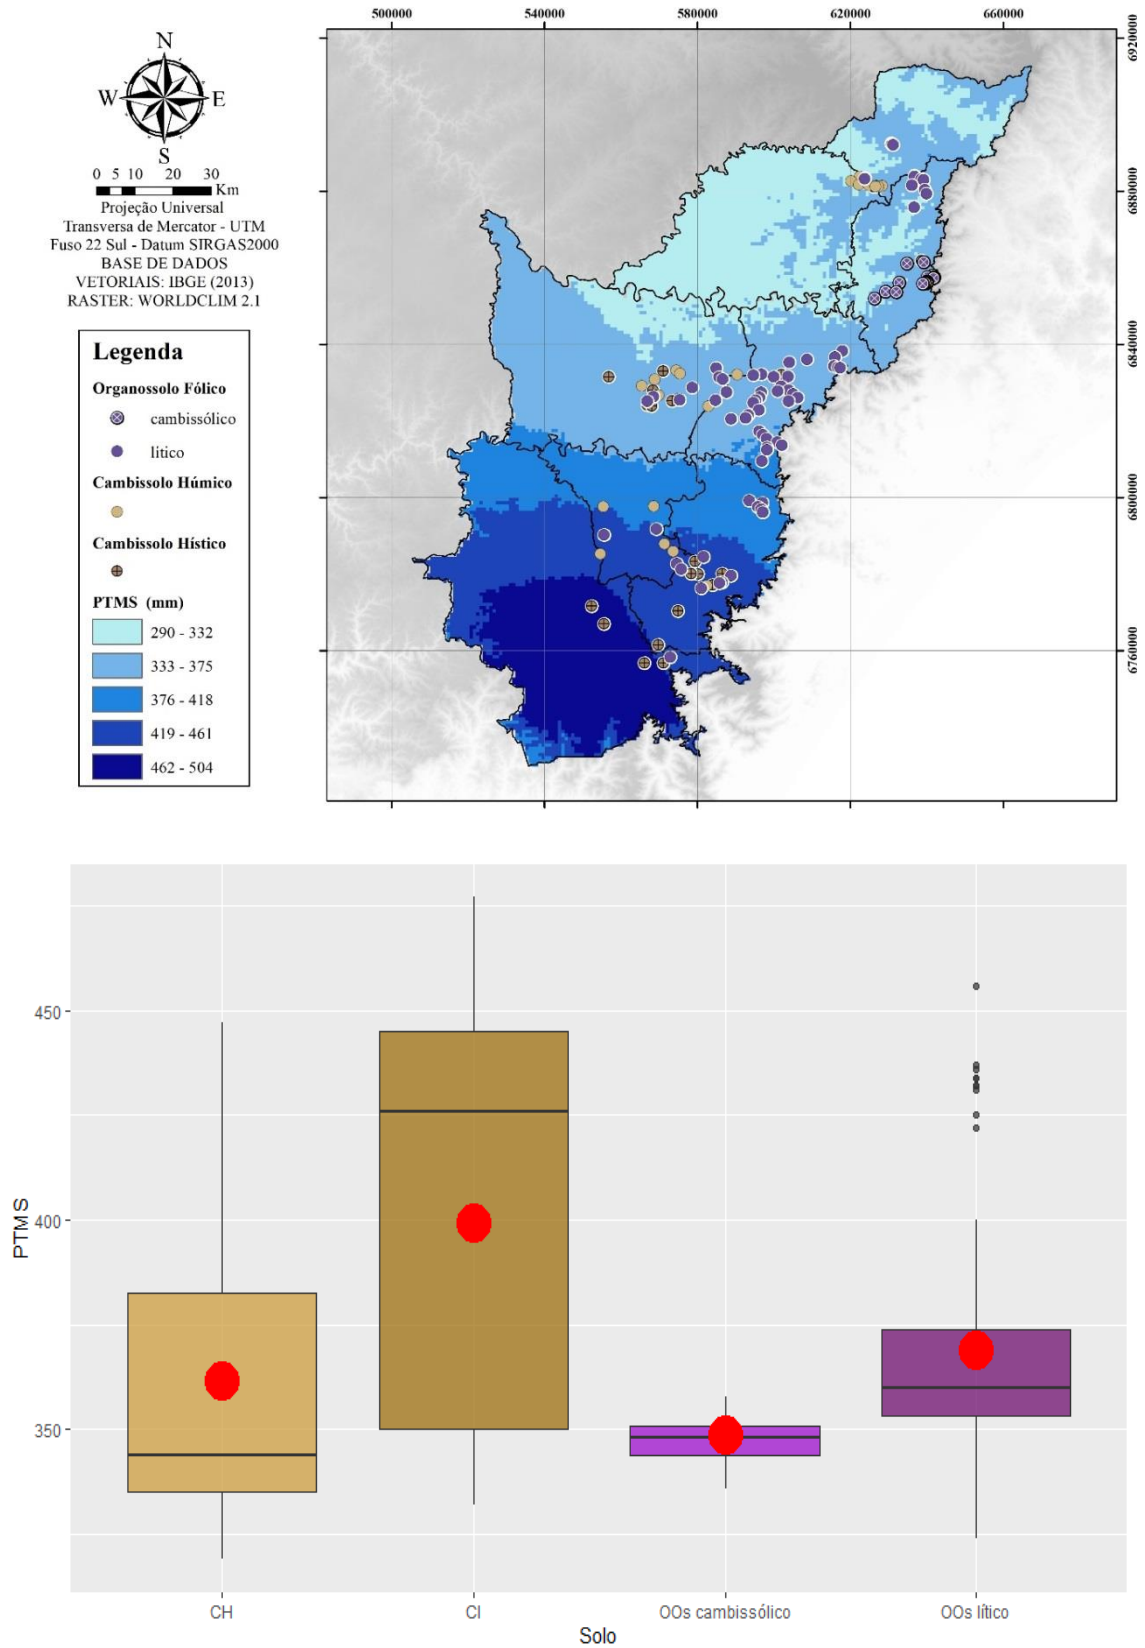 500000 540000 580000 620000 660000
N
W E
S
0 5 10 20 30
Km
Projeção Universal
Transversa de Mercator - UTM
Fuso 22 Sul - Datum SIRGAS2000
BASE DE DADOS
VETORIAIS: IBGE (2013)
RASTER: WORLDCLIM 2.1
Legenda
Organossolo Fólico
cambissólico
lítico
Cambissolo Húmico
Cambissolo Hístico
PTMS (mm)
290 - 332
333 - 375
376 - 418
419 - 461
462 - 504
6920000
6880000
6840000
6800000
6760000
PTMS
450
400
350
CH CI OOs cambissólico OOs lítico
Solo